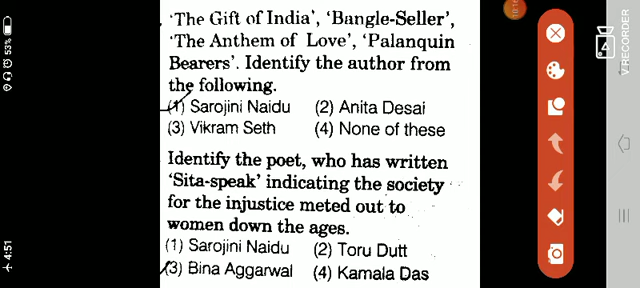 10:16
'The Gift of India', 'Bangle-Seller',
'The Anthem of Love', 'Palanquin
Bearers'. Identify the author from
the following.
(1) Sarojini Naidu (2) Anita Desai
(3) Vikram Seth (4) None of these
Identify the poet, who has written
'Sita-speak' indicating the society
for the injustice meted out to
women down the ages.
(1) Sarojini Naidu (2) Toru Dutt
(3) Bina Aggarwal (4) Kamala Das
53%
4:51
V RECORDER